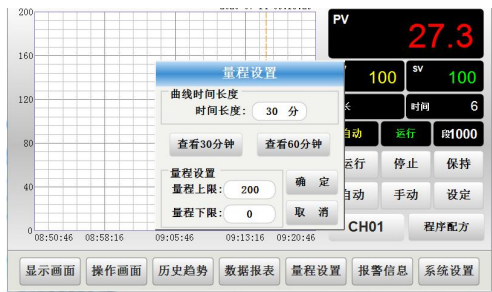 200
PV
27.3
160
量程设置
曲线时间长度
100
SV
100
时间长度: 30 分
120
时间
6
自动
运行
段1000
查看30分钟
查看60分钟
80
运行
停止
保持
量程设置
量程上限: 200
确 定
40
自动
手动
设定
量程下限: 0
取 消
CH01
程序配方
0
08:50:46
08:58:16
09:05:46
09:13:16
09:20:46
显示画面
操作画面
历史趋势
数据报表
量程设置
报警信息
系统设置